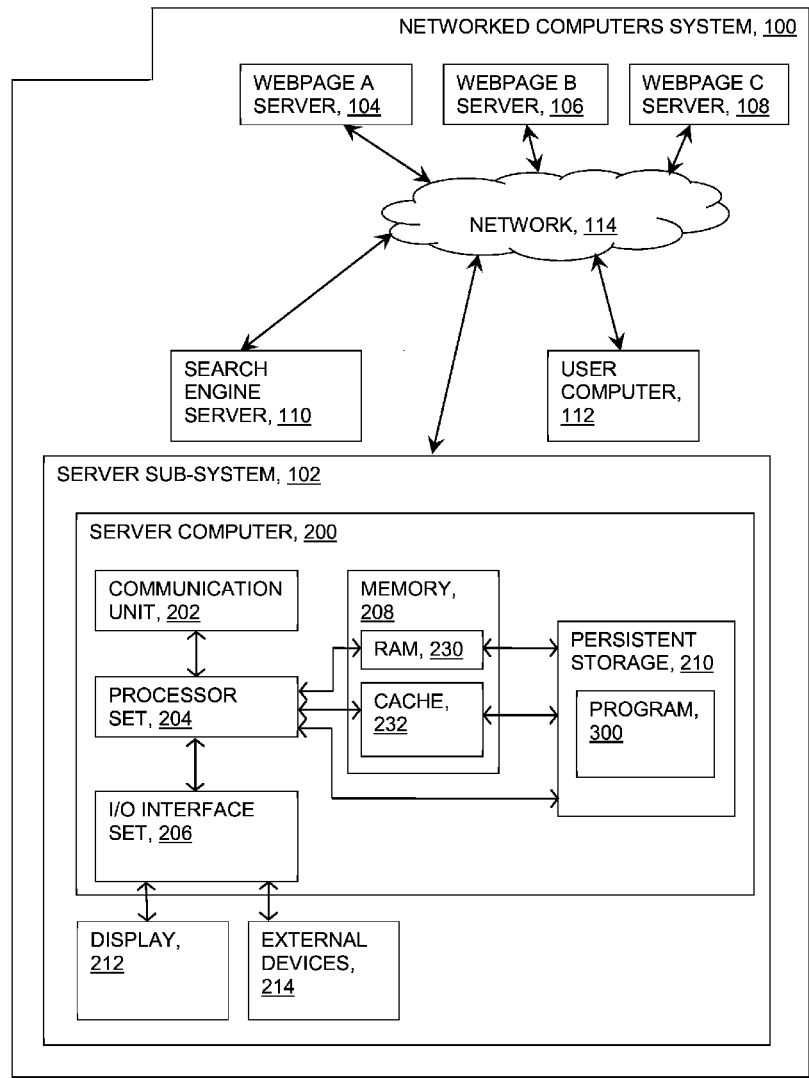 NETWORKED COMPUTERS SYSTEM, 100
WEBPAGE A
SERVER, 104
WEBPAGE B
SERVER, 106
WEBPAGE C
SERVER, 108
NETWORK, 114
SEARCH
ENGINE
SERVER, 110
USER
COMPUTER,
112
SERVER SUB-SYSTEM, 102
SERVER COMPUTER, 200
COMMUNICATION
UNIT, 202
MEMORY,
208
RAM, 230
CACHE,
232
PERSISTENT
STORAGE, 210
PROGRAM,
300
PROCESSOR
SET, 204
I/O INTERFACE
SET, 206
DISPLAY,
212
EXTERNAL
DEVICES,
214